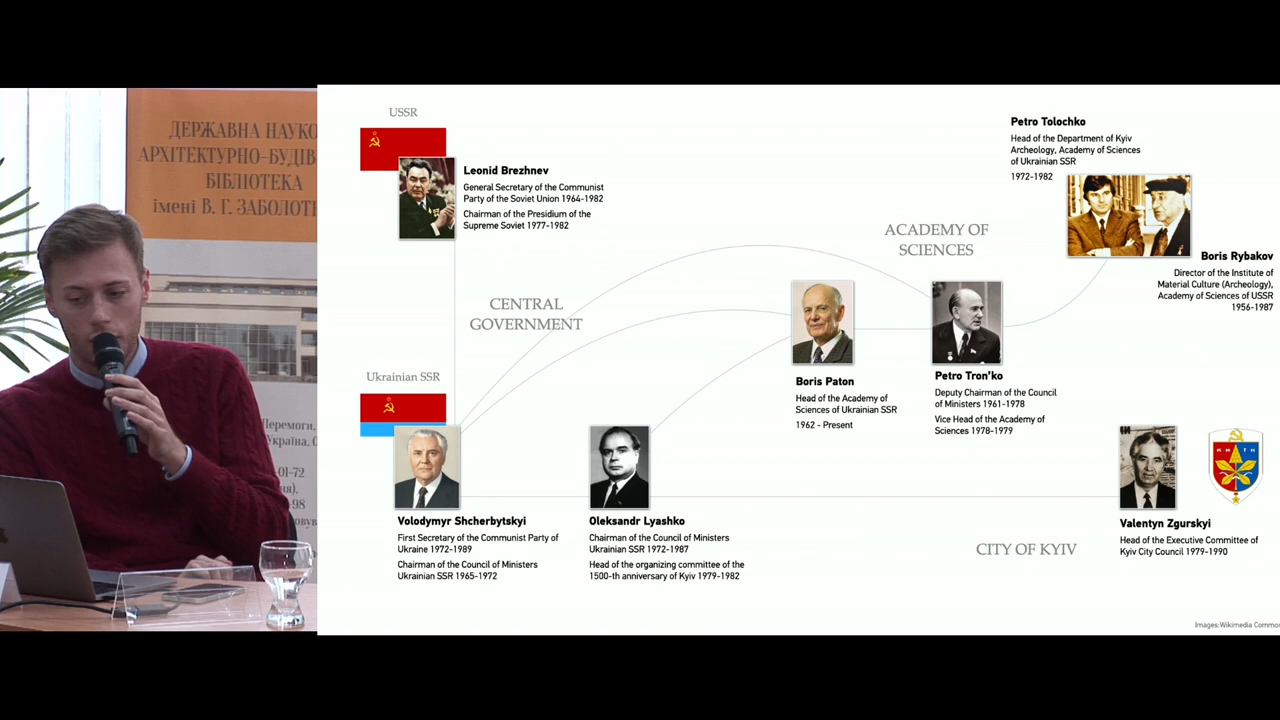 ДЕРЖАВНА НАУКО
АРХІТЕКТУРНО-БУДІВ
БІБЛІОТЕКА
імені В. Г. ЗАБОЛОТ
Перемоги,
Україна,
01-72
98
USSR
Leonid Brezhnev
General Secretary of the Communist
Party of the Soviet Union 1964-1982
Chairman of the Presidium of the
Supreme Soviet 1977-1982
CENTRAL
GOVERNMENT
Ukrainian SSR
Volodymyr Shcherbytskyi
First Secretary of the Communist Party of
Ukraine 1972-1989
Chairman of the Council of Ministers
Ukrainian SSR 1965-1972
Oleksandr Lyashko
Chairman of the Council of Ministers
Ukrainian SSR 1972-1987
Head of the organizing committee of the
1500-th anniversary of Kyiv 1979-1982
ACADEMY OF
SCIENCES
Boris Paton
Head of the Academy of
Sciences of Ukrainian SSR
1962 - Present
Petro Tron'ko
Deputy Chairman of the Council
of Ministers 1961-1978
Vice Head of the Academy of
Sciences 1978-1979
Petro Tolochko
Head of the Department of Kyiv
Archeology, Academy of Sciences
of Ukrainian SSR
1972-1982
Boris Rybakov
Director of the Institute of
Material Culture (Archeology),
Academy of Sciences of USSR
1956-1987
CITY OF KYIV
Valentyn Zgurskyi
Head of the Executive Committee of
Kyiv City Council 1979-1990
Images:Wikimedia Commo